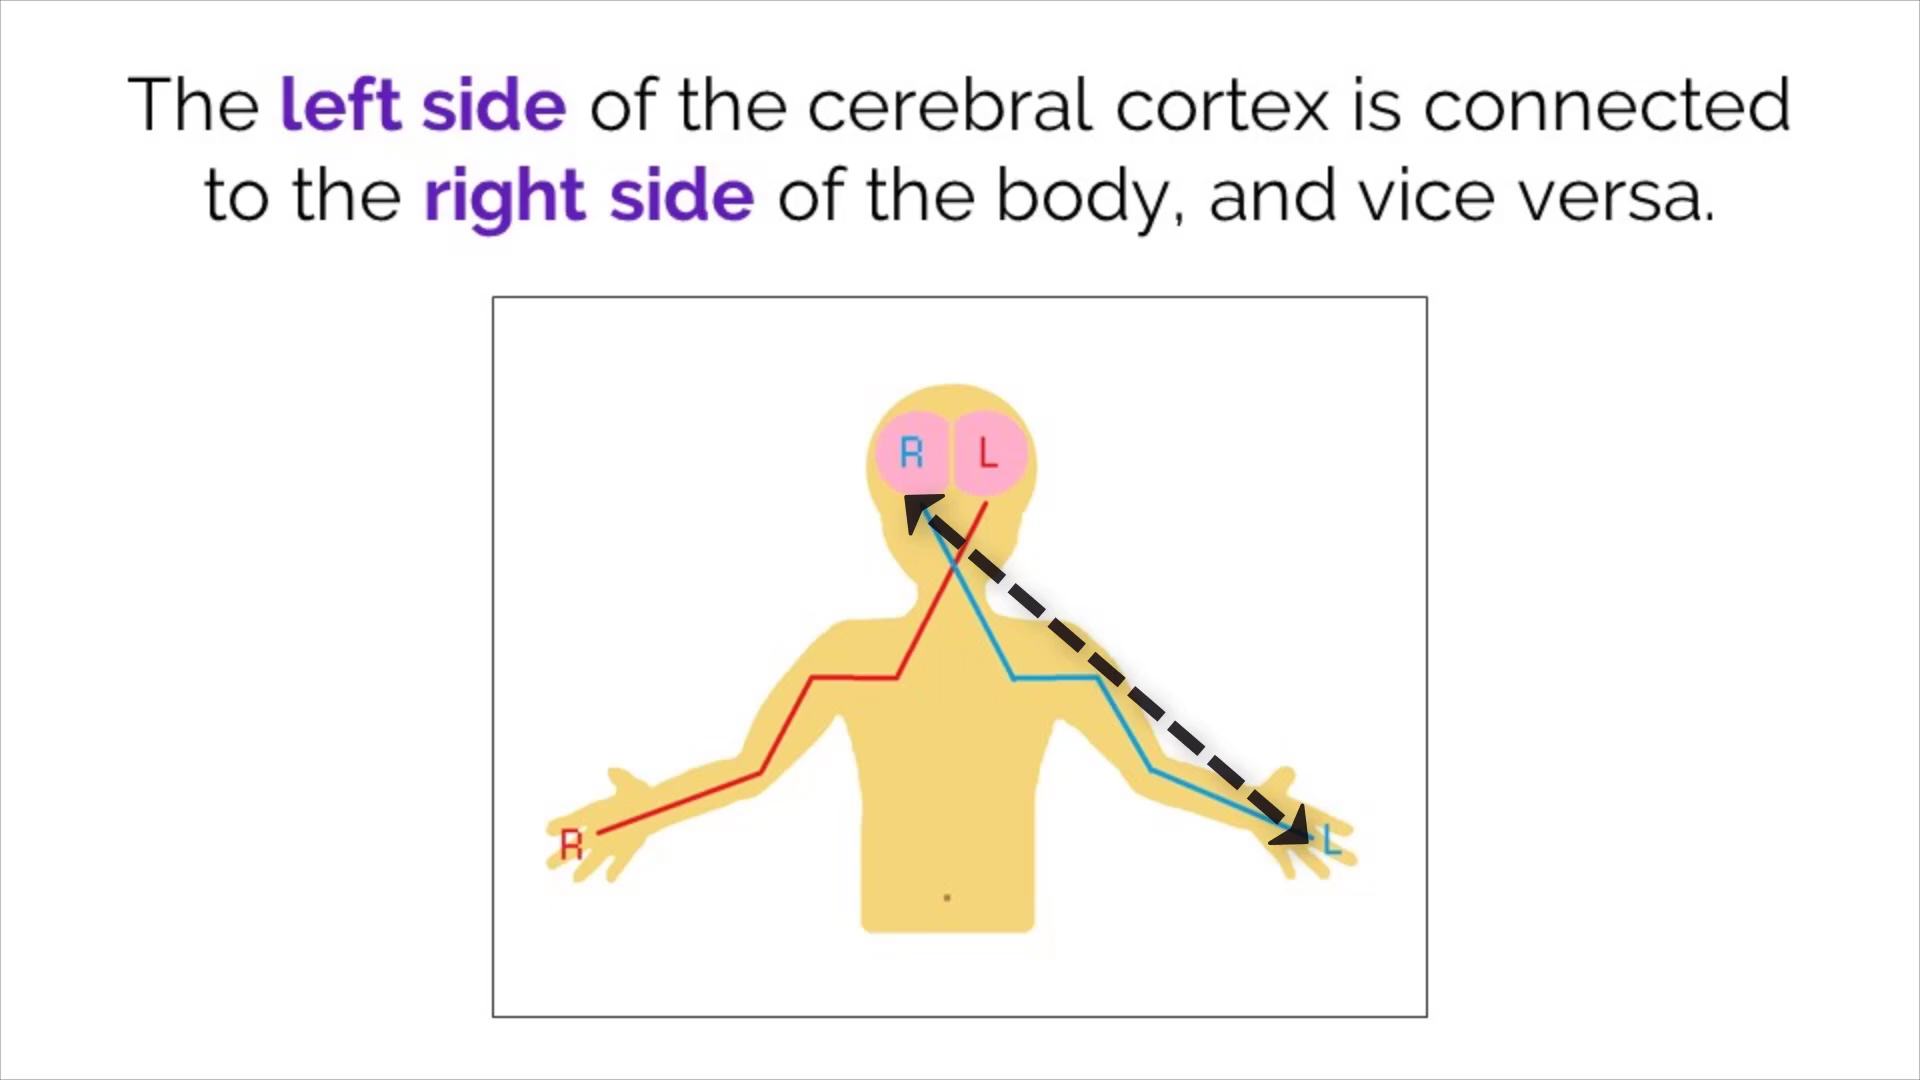 The left side of the cerebral cortex is connected
to the right side of the body, and vice versa.
R L
R L